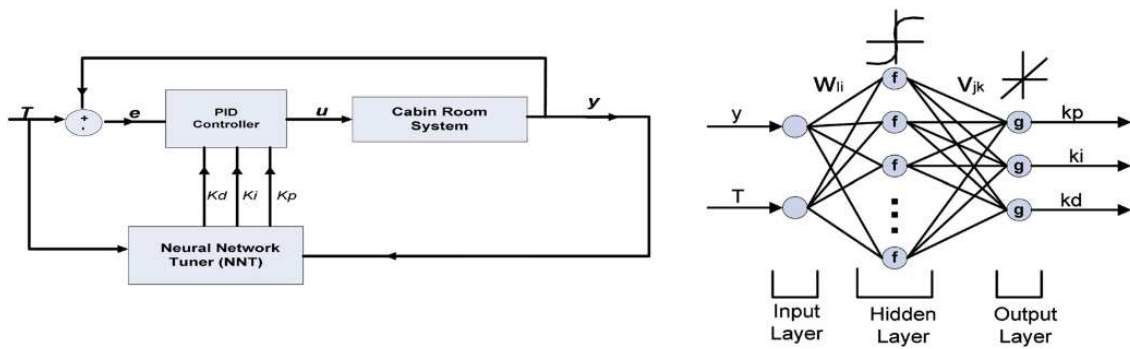 T
+
-
e
PID
Controller
u
Cabin Room
System
y
Kd
Ki
Kp
Neural Network
Tuner (NNT)
Wli
Vjk
y
T
f
f
f
f
g
g
g
kp
ki
kd
Input
Layer
Hidden
Layer
Output
Layer